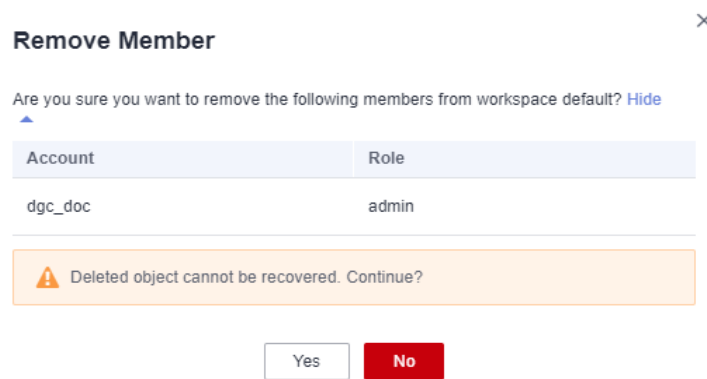 Remove Member
Are you sure you want to remove the following members from workspace default? Hide
Account Role
dgc_doc admin
Deleted object cannot be recovered. Continue?
Yes No